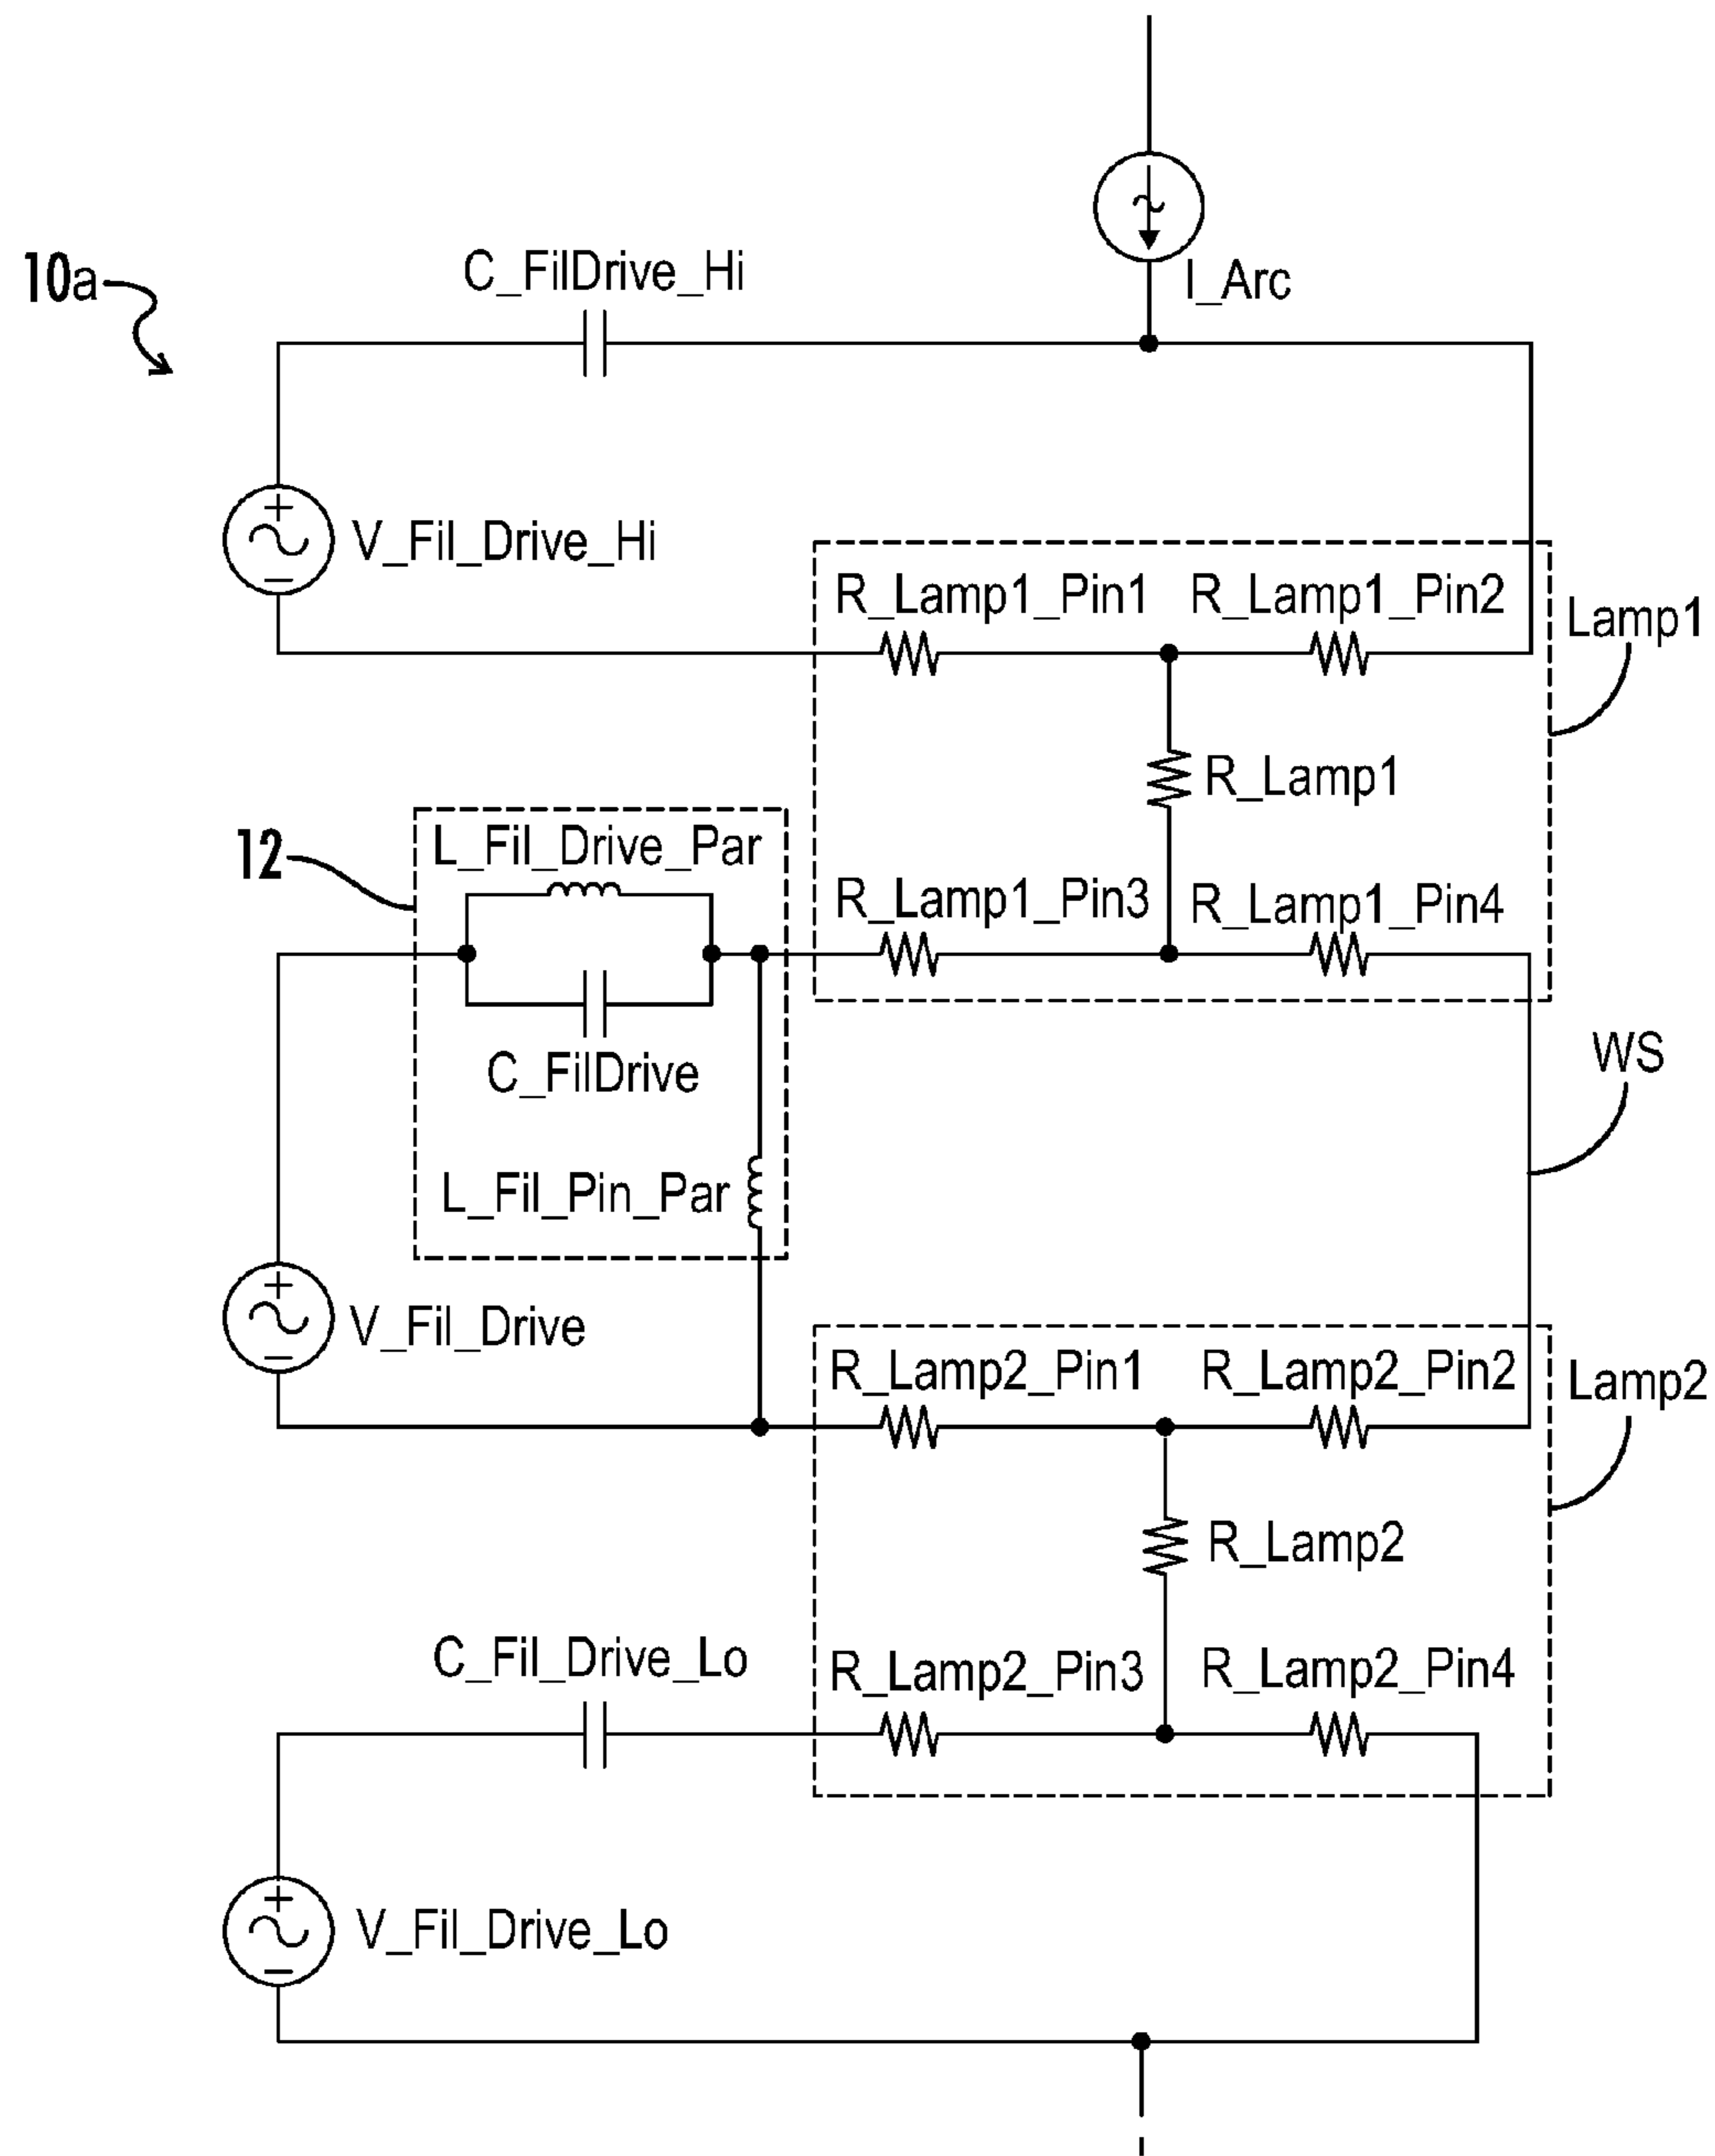 I_Arc
10a
C_FilDrive_Hi
V_Fil_Drive_Hi
R_Lamp1_Pin1
R_Lamp1_Pin2
Lamp1
R_Lamp1
12
L_Fil_Drive_Par
R_Lamp1_Pin3
R_Lamp1_Pin4
C_FilDrive
WS
L_Fil_Pin_Par
V_Fil_Drive
R_Lamp2_Pin1
R_Lamp2_Pin2
Lamp2
R_Lamp2
C_Fil_Drive_Lo
R_Lamp2_Pin3
R_Lamp2_Pin4
V_Fil_Drive_Lo